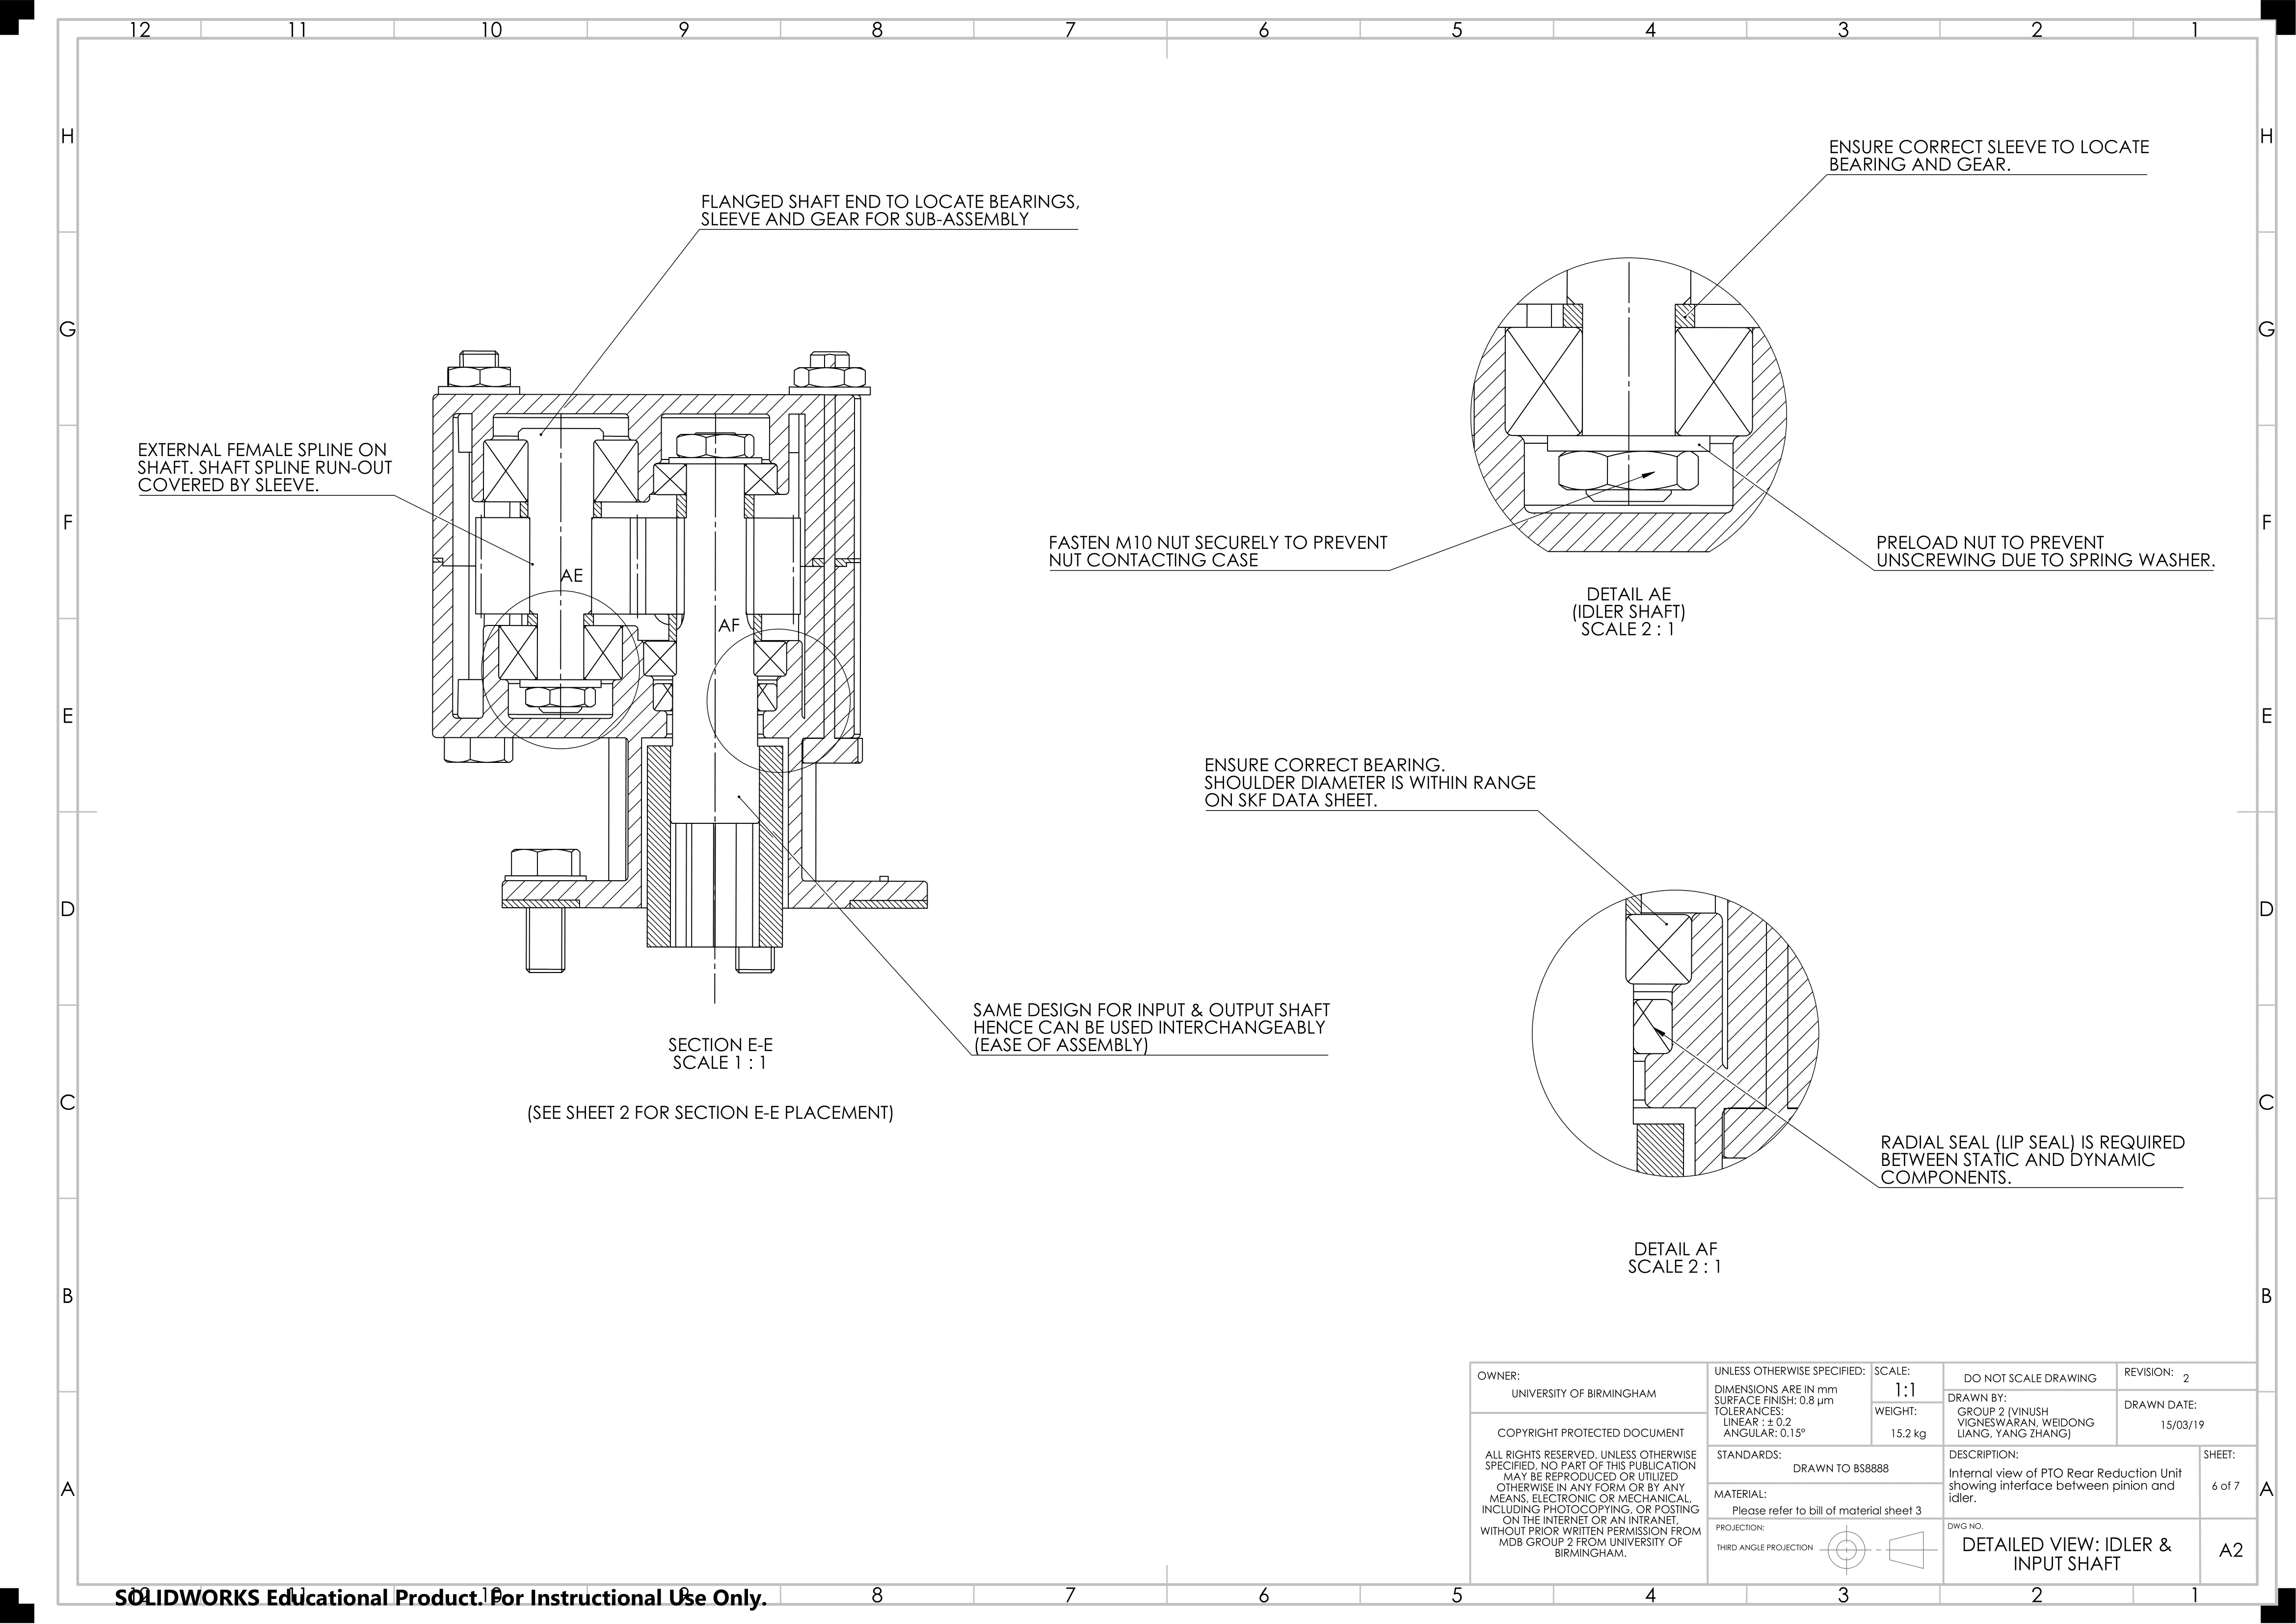 12 11 10 9 8 7 6 5 4 3 2 1
H H
G G
F F
E E
D D
C C
B B
A A
FLANGED SHAFT END TO LOCATE BEARINGS,
SLEEVE AND GEAR FOR SUB-ASSEMBLY
EXTERNAL FEMALE SPLINE ON
SHAFT. SHAFT SPLINE RUN-OUT
COVERED BY SLEEVE.
AE
AF
SAME DESIGN FOR INPUT & OUTPUT SHAFT
HENCE CAN BE USED INTERCHANGEABLY
(EASE OF ASSEMBLY)
SECTION E-E
SCALE 1 : 1
(SEE SHEET 2 FOR SECTION E-E PLACEMENT)
ENSURE CORRECT SLEEVE TO LOCATE
BEARING AND GEAR.
FASTEN M10 NUT SECURELY TO PREVENT
NUT CONTACTING CASE
PRELOAD NUT TO PREVENT
UNSCREWING DUE TO SPRING WASHER.
DETAIL AE
(IDLER SHAFT)
SCALE 2 : 1
ENSURE CORRECT BEARING.
SHOULDER DIAMETER IS WITHIN RANGE
ON SKF DATA SHEET.
RADIAL SEAL (LIP SEAL) IS REQUIRED
BETWEEN STATIC AND DYNAMIC
COMPONENTS.
DETAIL AF
SCALE 2 : 1
OWNER:
UNIVERSITY OF BIRMINGHAM
COPYRIGHT PROTECTED DOCUMENT
ALL RIGHTS RESERVED. UNLESS OTHERWISE
SPECIFIED, NO PART OF THIS PUBLICATION
MAY BE REPRODUCED OR UTILIZED
OTHERWISE IN ANY FORM OR BY ANY
MEANS, ELECTRONIC OR MECHANICAL,
INCLUDING PHOTOCOPYING, OR POSTING
ON THE INTERNET OR AN INTRANET,
WITHOUT PRIOR WRITTEN PERMISSION FROM
MDB GROUP 2 FROM UNIVERSITY OF
BIRMINGHAM.
UNLESS OTHERWISE SPECIFIED:
DIMENSIONS ARE IN mm
SURFACE FINISH: 0.8 µm
TOLERANCES:
LINEAR : ± 0.2
ANGULAR: 0.15°
SCALE:
1:1
WEIGHT:
15.2 kg
STANDARDS:
DRAWN TO BS8888
MATERIAL:
Please refer to bill of material sheet 3
PROJECTION:
THIRD ANGLE PROJECTION
DO NOT SCALE DRAWING
REVISION: 2
DRAWN BY:
GROUP 2 (VINUSH
VIGNESWARAN, WEIDONG
LIANG, YANG ZHANG)
DRAWN DATE:
15/03/19
DESCRIPTION:
Internal view of PTO Rear Reduction Unit
showing interface between pinion and
idler.
SHEET:
6 of 7
DWG NO.
DETAILED VIEW: IDLER &
INPUT SHAFT
A2
12 11 10 9 8 7 6 5 4 3 2 1
SOLIDWORKS Educational Product. For Instructional Use Only.